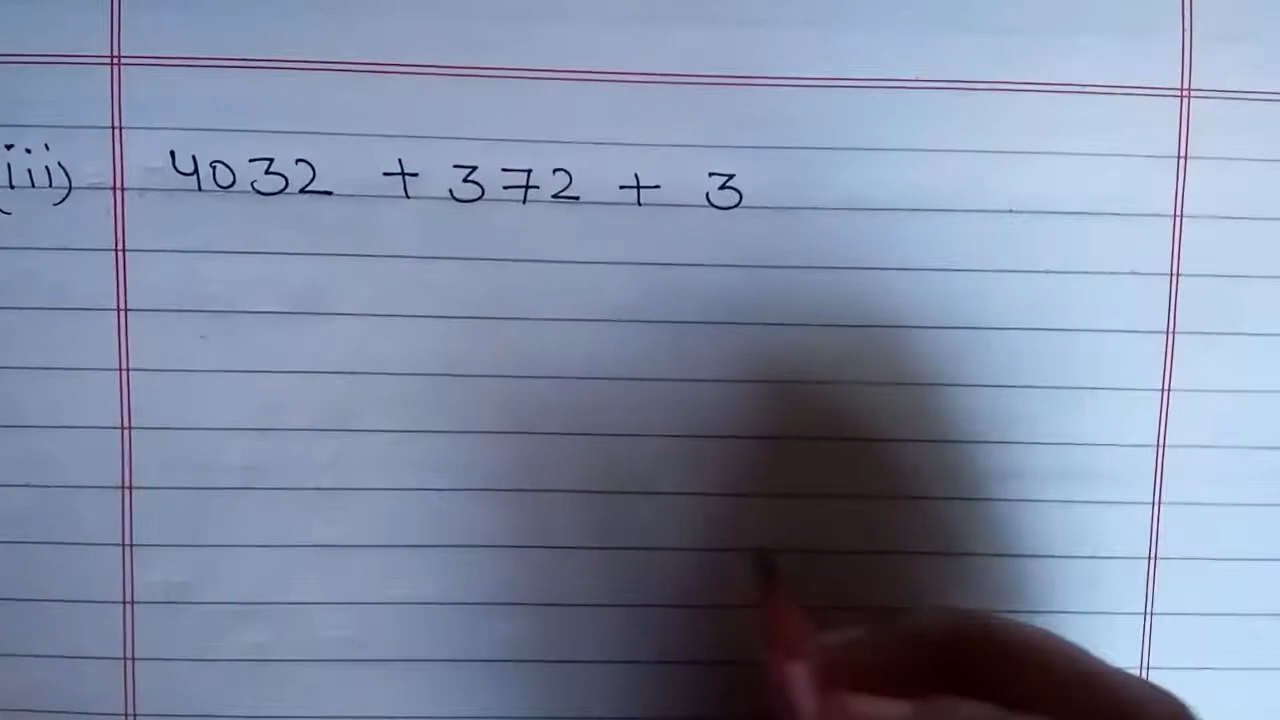 (iii) 4032 + 372 + 3